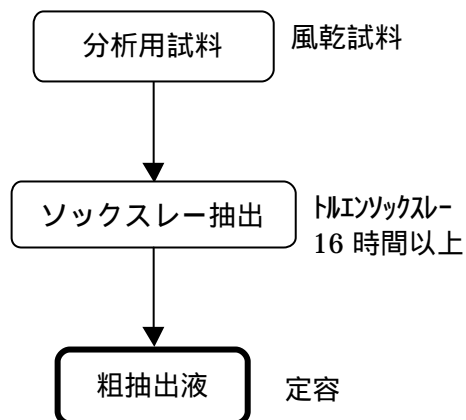 分析用試料
風乾試料
ソックスレー抽出
ﾄﾙｴﾝｿｯｸｽﾚｰ
16 時間以上
粗抽出液
定容